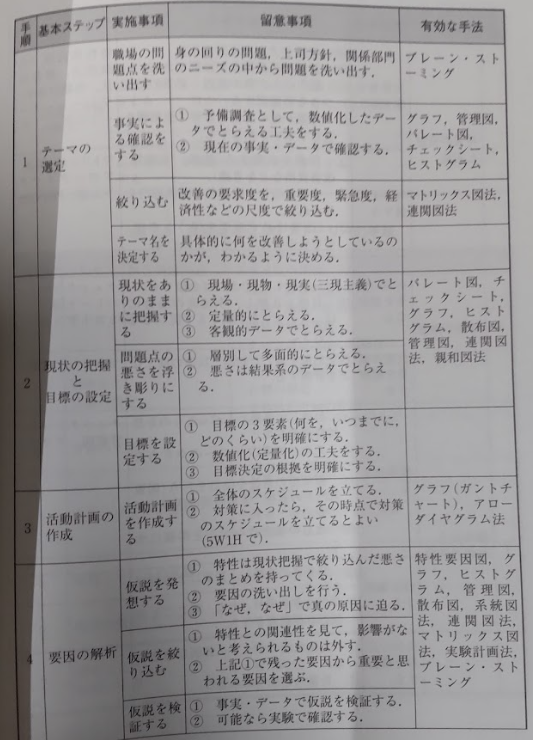 手順 基本ステップ 実施事項 留意事項 有効な手法
1 テーマの
選定
職場の問
題点を洗
い出す
身の回りの問題，上司方針，関係部門
のニーズの中から問題を洗い出す．
ブレーン・スト
ーミング
事実によ
る確認を
する
① 予備調査として，数値化したデー
タでとらえる工夫をする．
② 現在の事実・データで確認する．
グラフ，管理図，
パレート図，
チェックシート，
ヒストグラム
絞り込む
改善の要求度を，重要度，緊急度，経
済性などの尺度で絞り込む．
マトリックス図法，
連関図法
テーマ名を
決定する
具体的に何を改善しようとしているの
かが，わかるように決める．
2 現状の把握
と
目標の設定
現状をあ
りのまま
に把握す
る
① 現場・現物・現実(三現主義)でと
らえる．
② 定量的にとらえる．
③ 客観的データでとらえる．
パレート図，チ
ェックシート，
グラフ，ヒスト
グラム，散布図，
管理図，連関図
法，親和図法
問題点の
悪さを浮
き彫りに
する
① 層別して多面的にとらえる．
② 悪さは結果系のデータでとらえ
る．
目標を設
定する
① 目標の3要素(何を，いつまでに，
どのくらい)を明確にする．
② 数値化(定量化)の工夫をする．
③ 目標決定の根拠を明確にする．
3 活動計画の
作成
活動計画
を作成す
る
① 全体のスケジュールを立てる．
② 対策に入ったら，その時点で対策
のスケジュールを立てるとよい
(5W1Hで)．
グラフ(ガントチ
ャート)，アロー
ダイヤグラム法
4 要因の解析
仮説を発
想する
① 特性は現状把握で絞り込んだ悪さ
のまとめを持ってくる．
② 要因の洗い出しを行う．
③ 「なぜ，なぜ」で真の原因に迫る．
特性要因図，グ
ラフ，ヒストグ
ラム，管理図，
散布図，系統図
法，連関図法，
マトリックス図
法，実験計画法，
ブレーン・スト
ーミング
仮説を絞
り込む
① 特性との関連性を見て，影響がな
いと考えられるものは外す．
② 上記①で残った要因から重要と思
われる要因を選ぶ．
仮説を検
証する
① 事実・データで仮説を検証する．
② 可能なら実験で確認する．